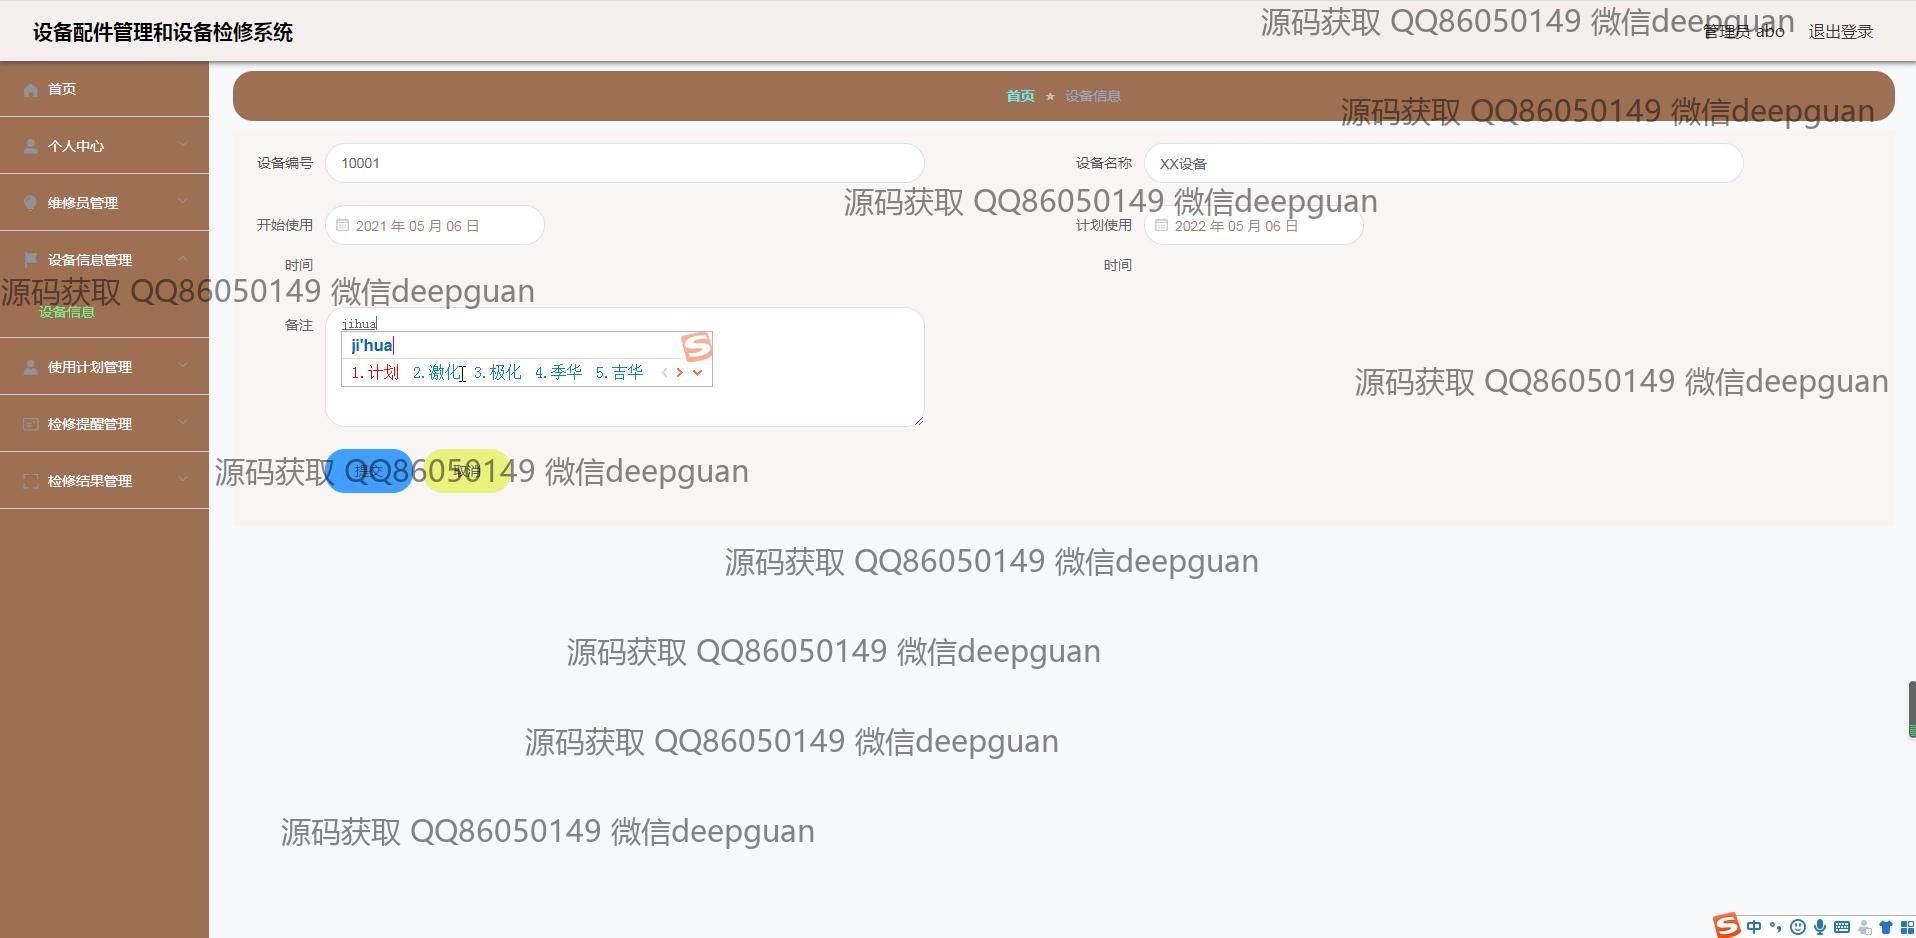 设备配件管理和设备检修系统
源码获取 QQ86050149 微信deepguan
管理员 abo 退出登录
首页
首页 ★ 设备信息
源码获取 QQ86050149 微信deepguan
个人中心
设备编号 10001 设备名称 XX设备
维修员管理
源码获取 QQ86050149 微信deepguan
开始使用时间 2021 年 05 月 06 日 计划使用时间 2022 年 05 月 06 日
设备信息管理
源码获取 QQ86050149 微信deepguan
设备信息
备注 jihua
ji'hua
1.计划 2.激化 3.极化 4.季华 5.吉华
使用计划管理
源码获取 QQ86050149 微信deepguan
检修提醒管理
提交 取消
源码获取 QQ86050149 微信deepguan
检修结果管理
源码获取 QQ86050149 微信deepguan
源码获取 QQ86050149 微信deepguan
源码获取 QQ86050149 微信deepguan
源码获取 QQ86050149 微信deepguan
中